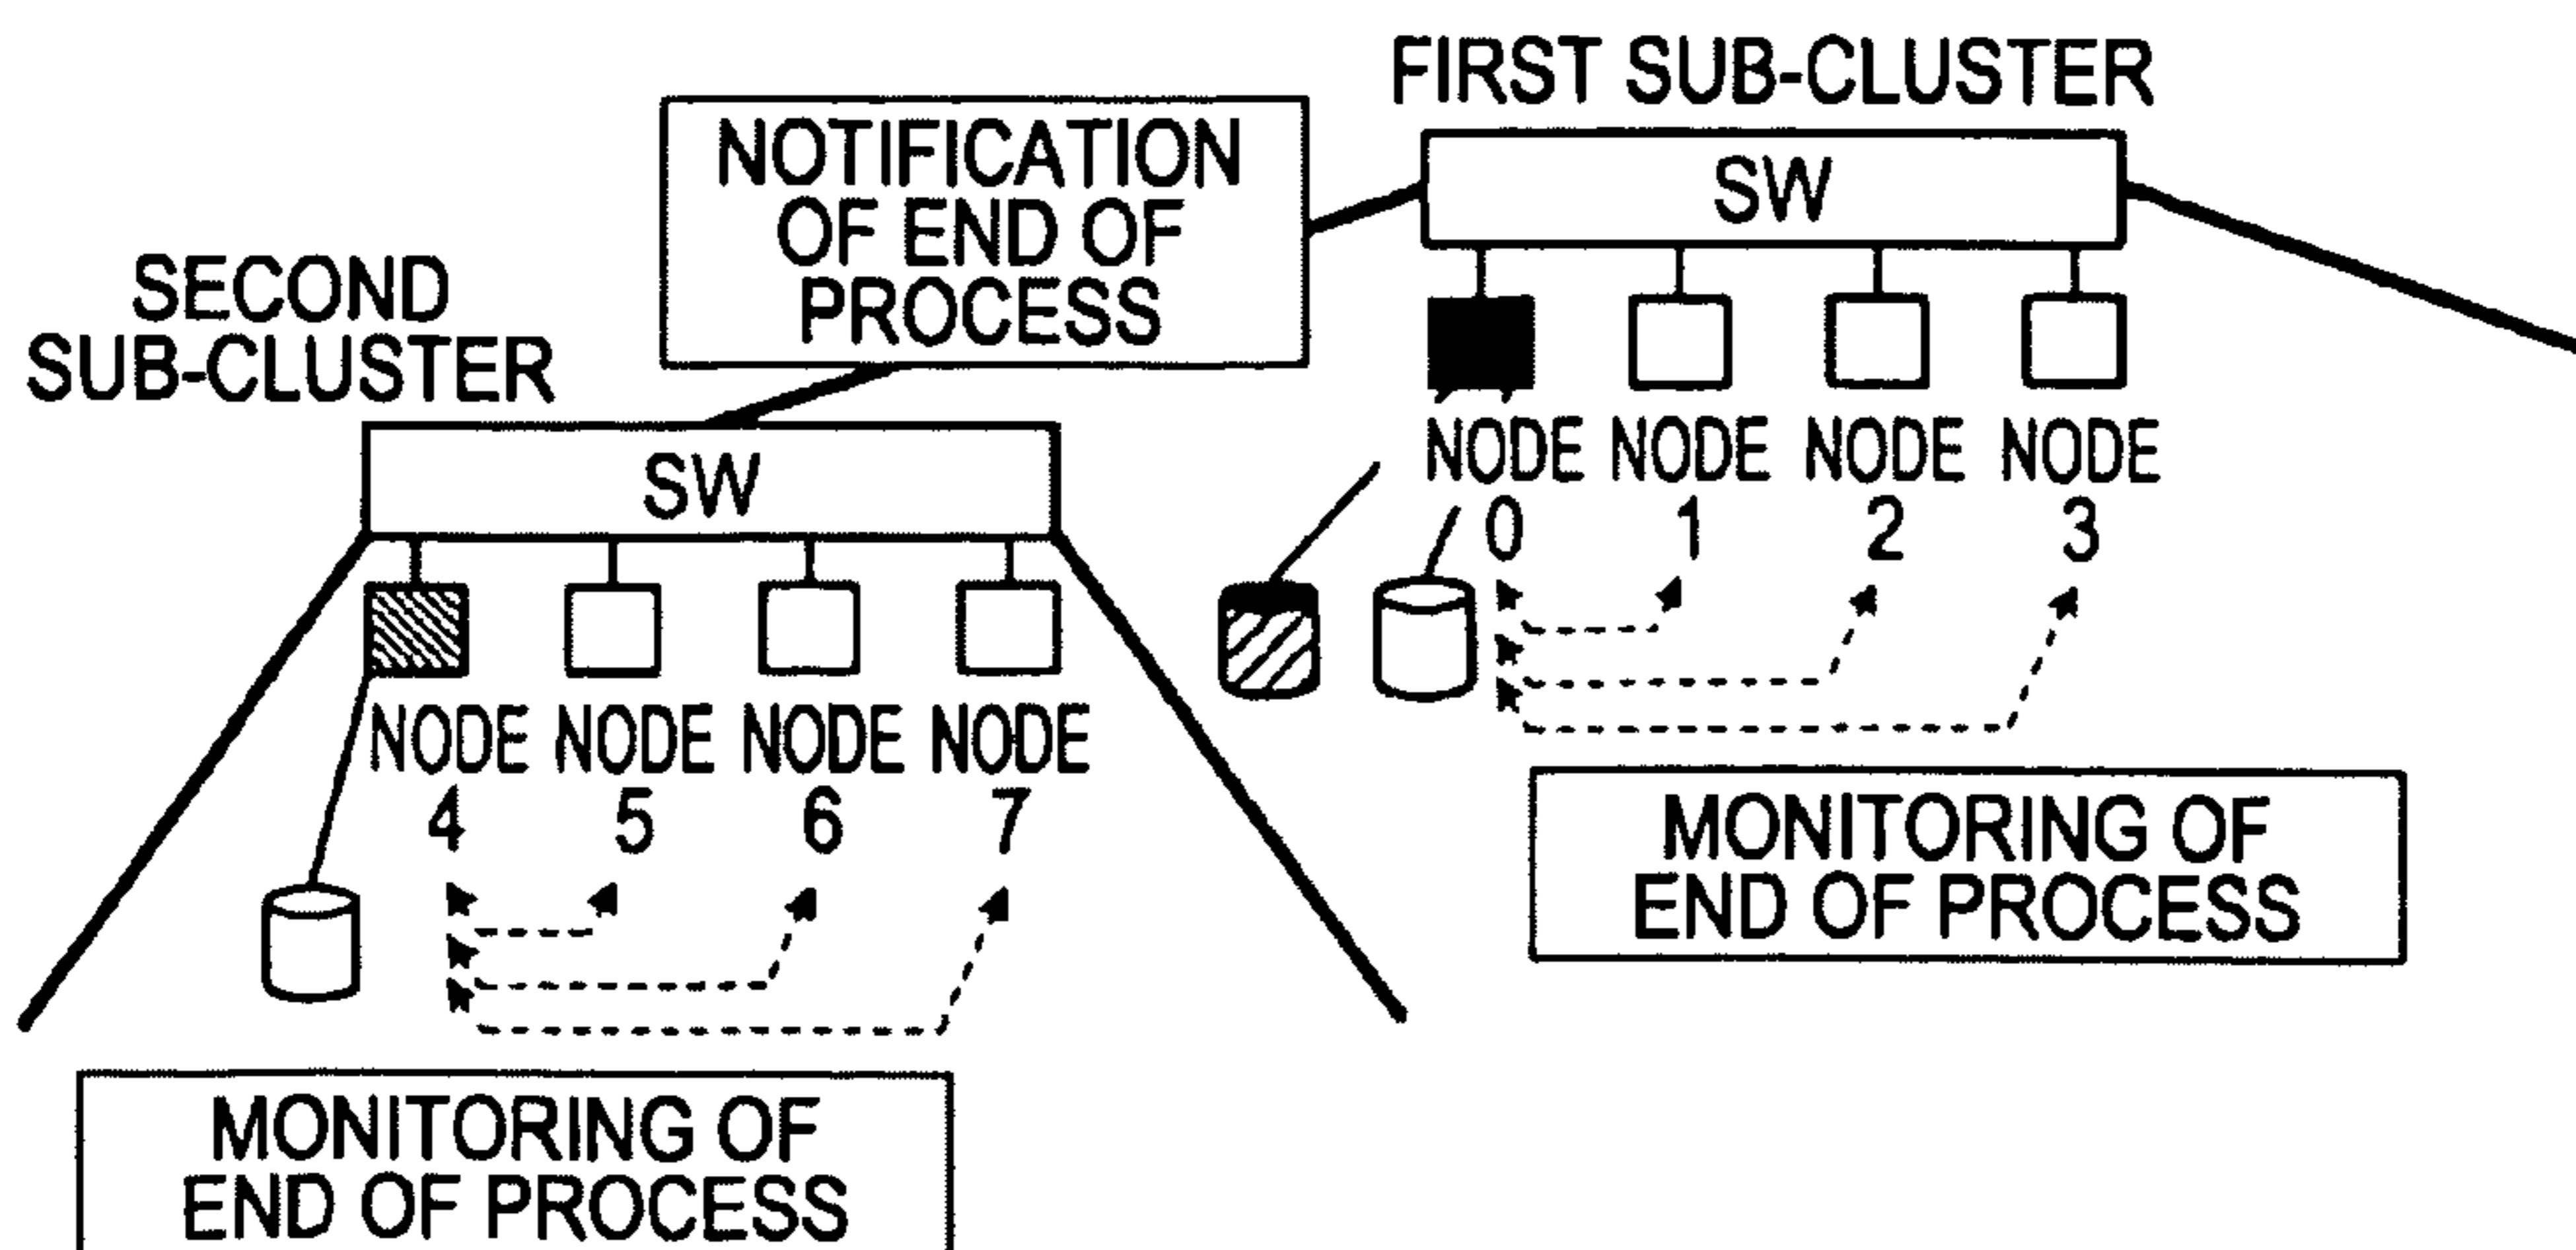 FIRST SUB-CLUSTER
NOTIFICATION
OF END OF
PROCESS
SW
SECOND
SUB-CLUSTER
NODE NODE NODE NODE
0 1 2 3
SW
NODE NODE NODE NODE
4 5 6 7
MONITORING OF
END OF PROCESS
MONITORING OF
END OF PROCESS